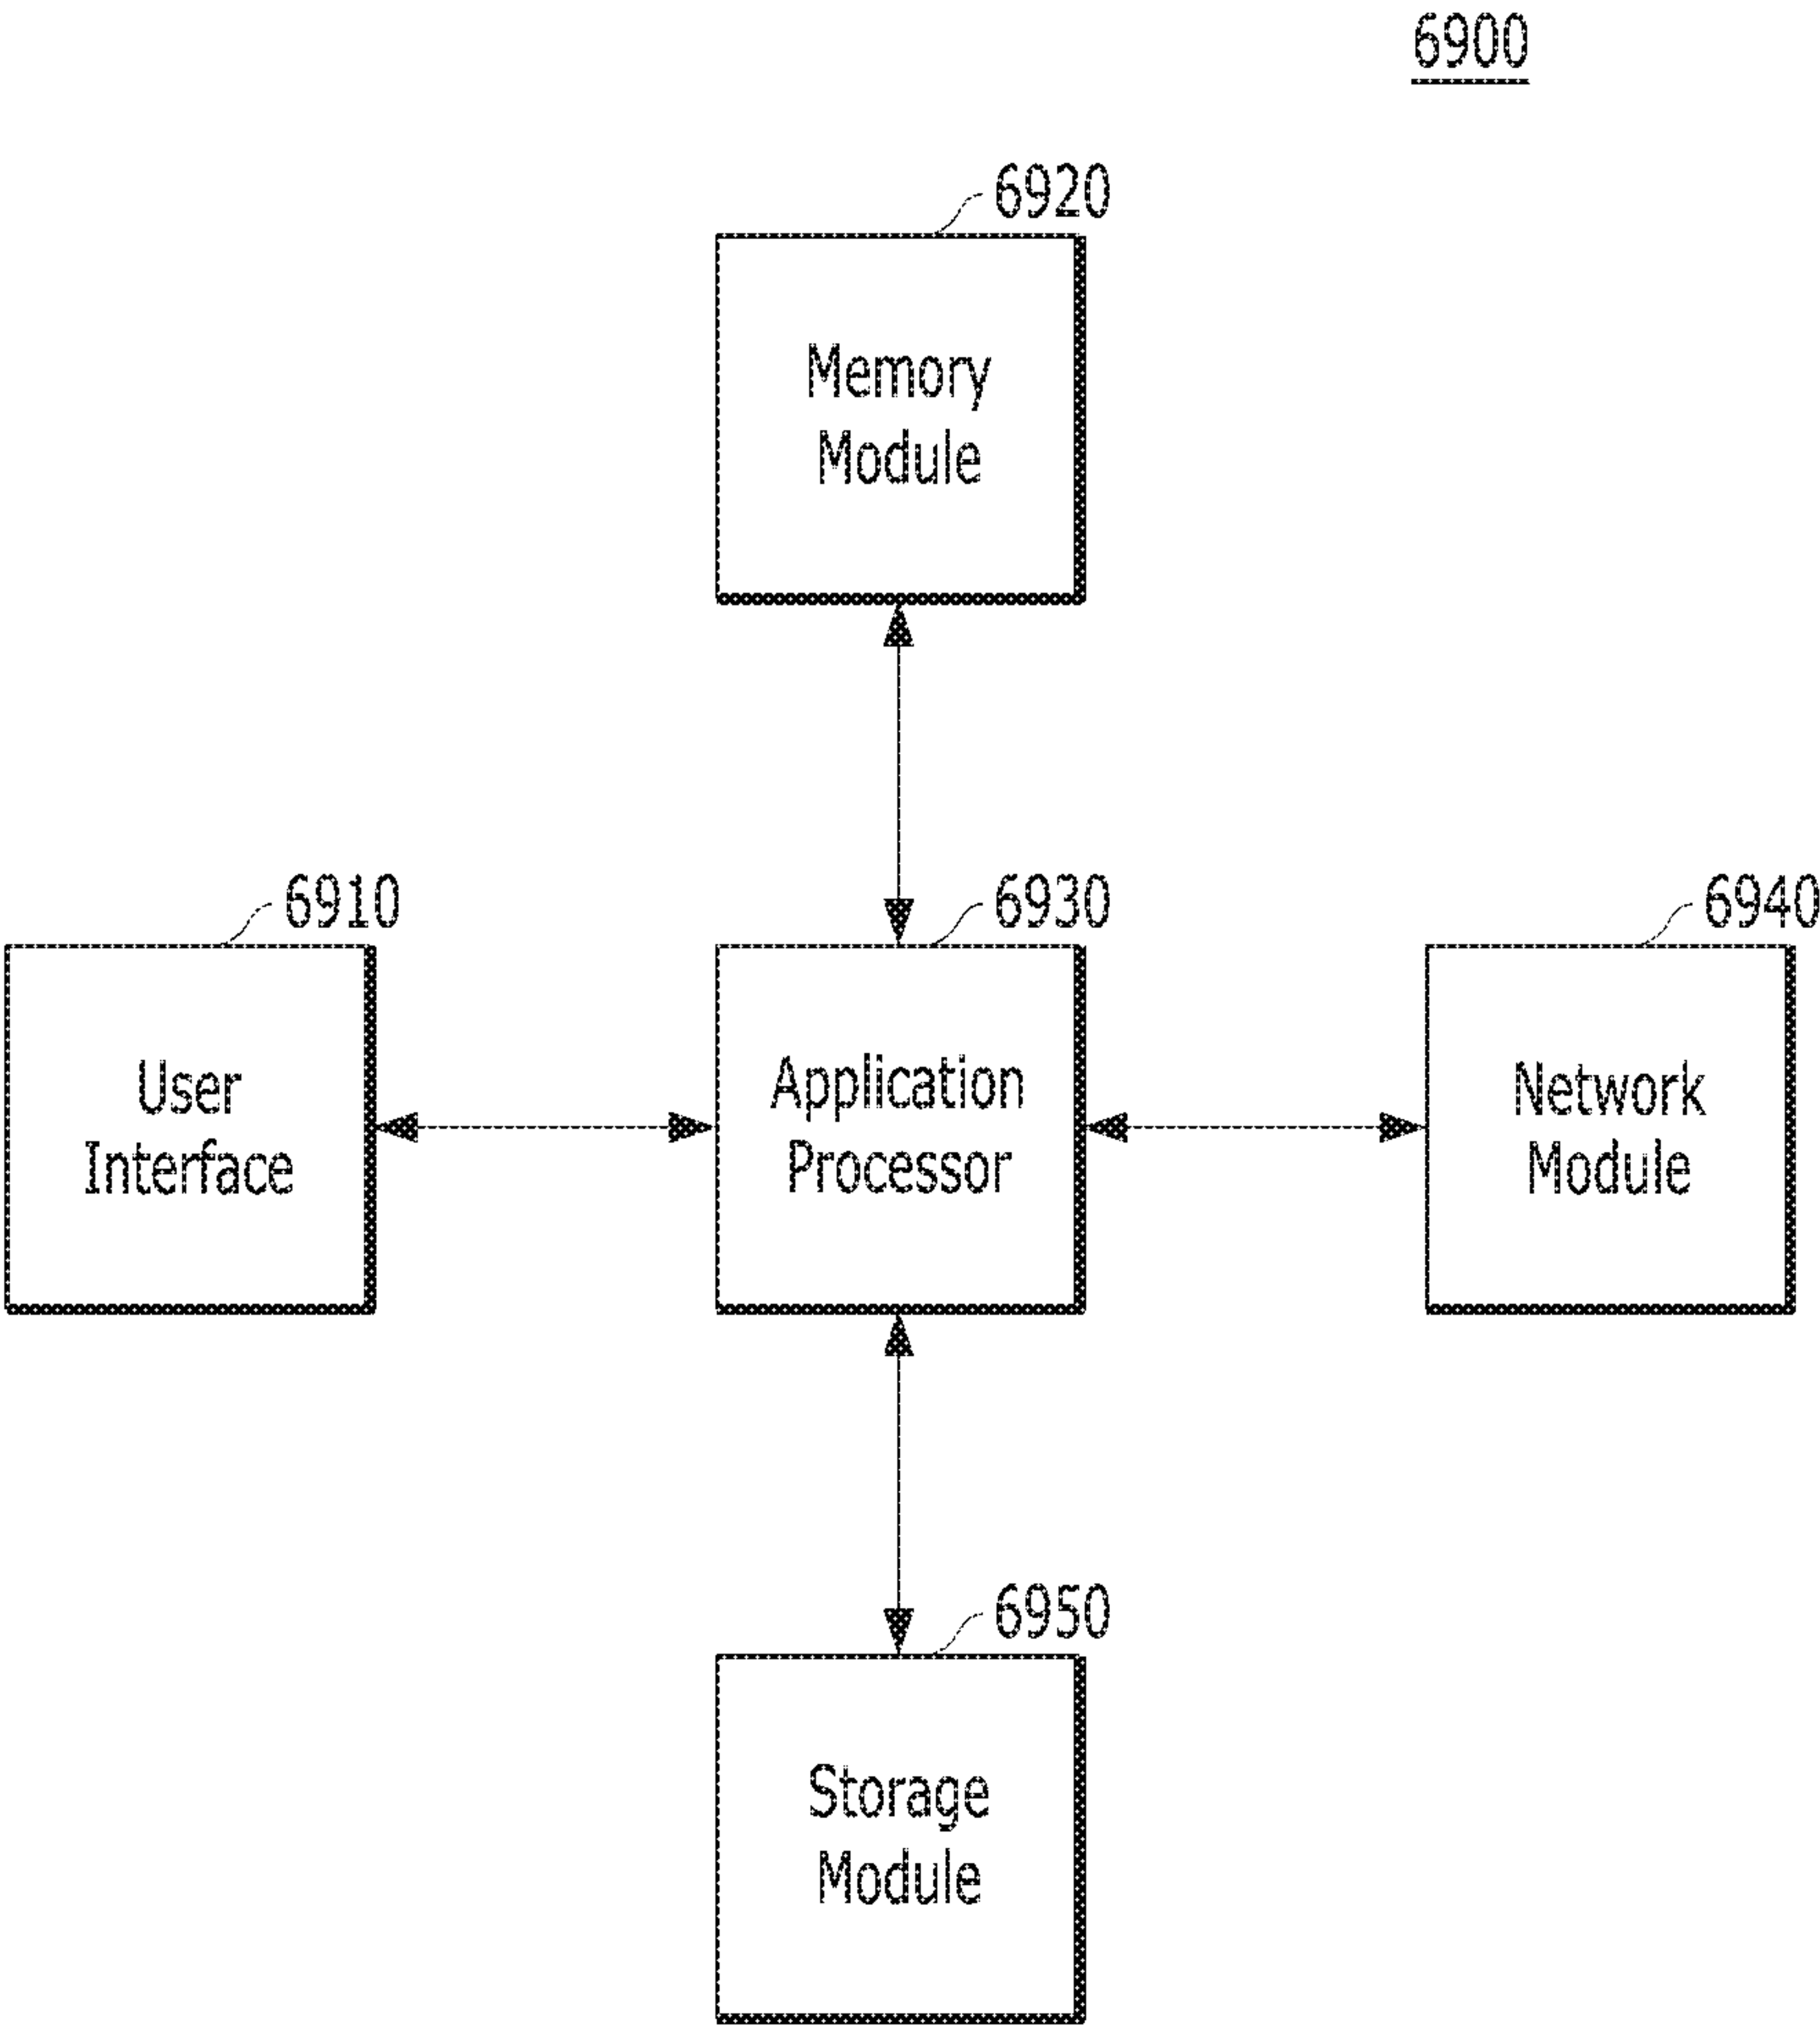 6900
6920
Memory
Module
6910
6930
6940
User
Interface
Application
Processor
Network
Module
6950
Storage
Module